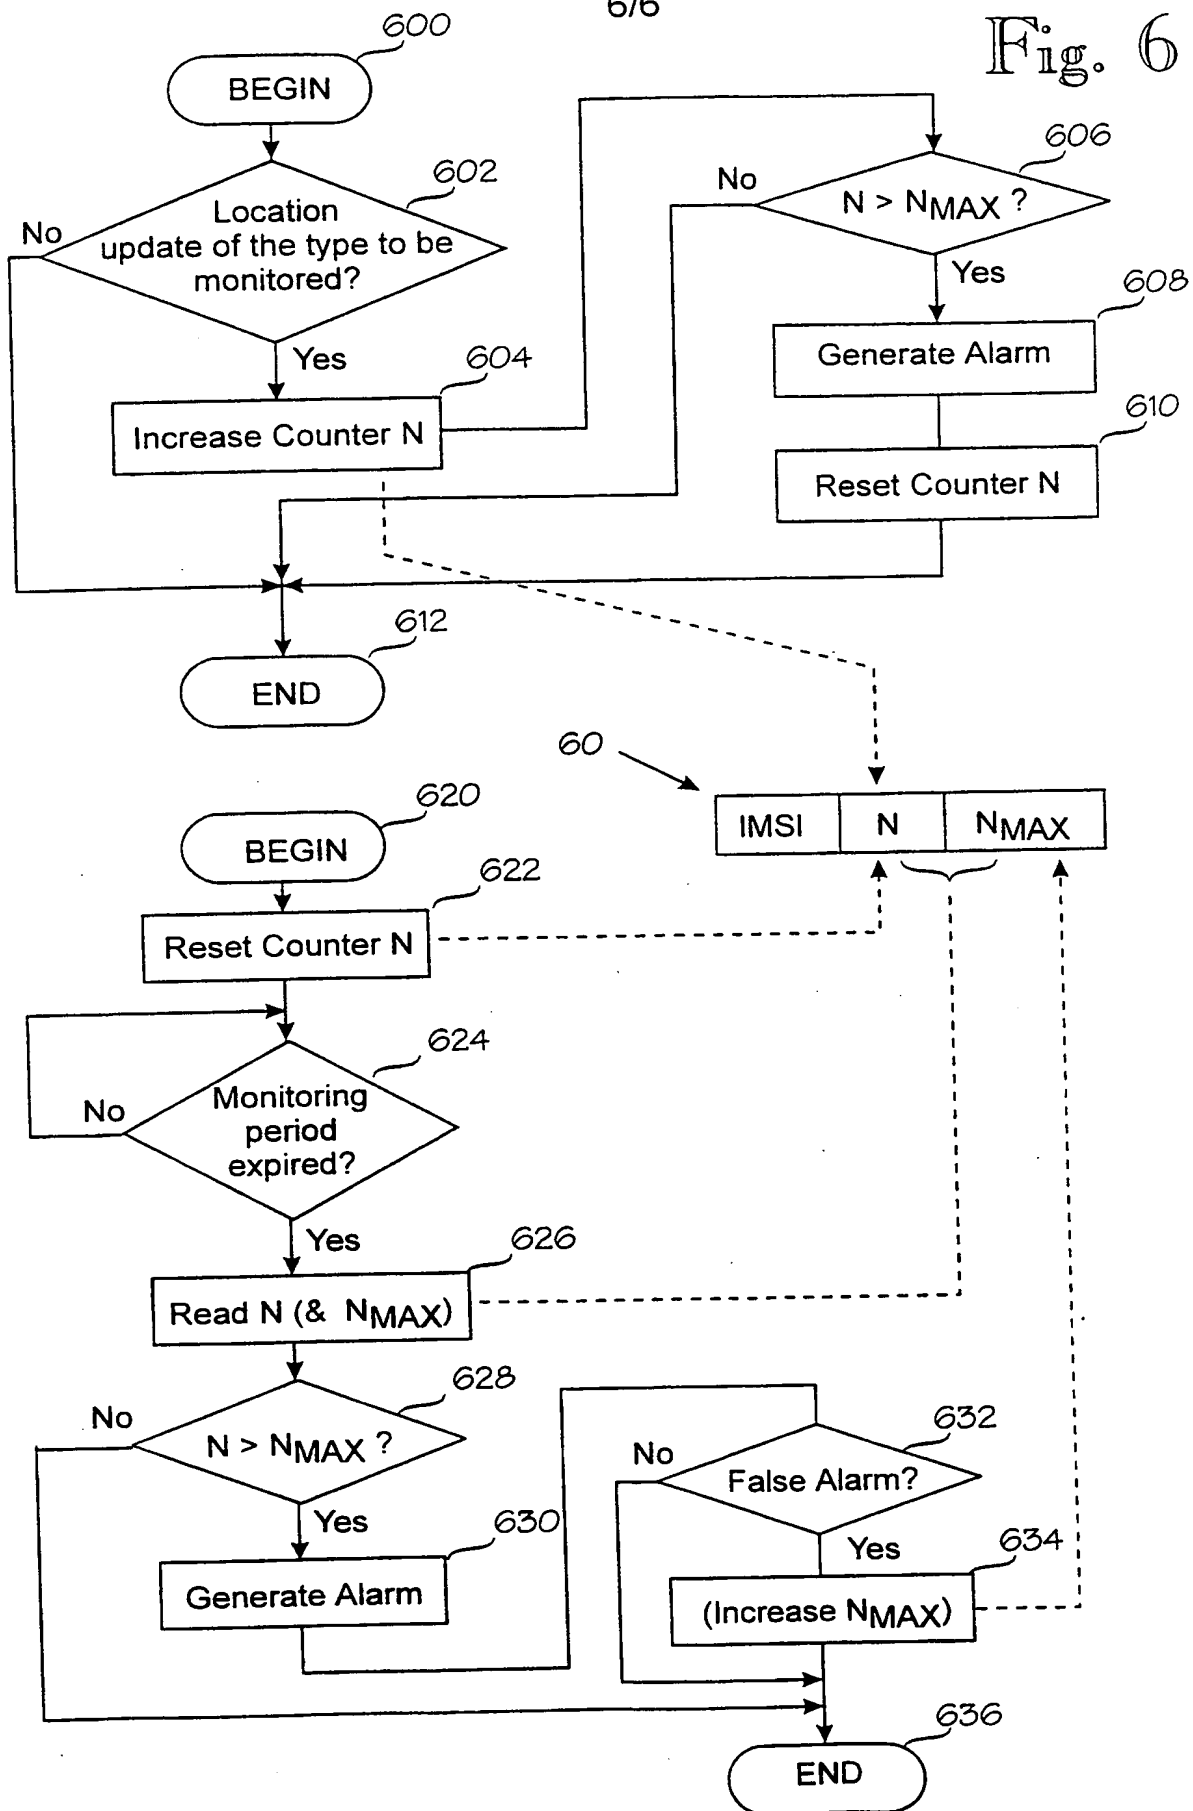 6/6
Fig. 6
600
BEGIN
602
Location
update of the type to be
monitored?
No
Yes
604
Increase Counter N
606
N > NMAX ?
No
Yes
608
Generate Alarm
610
Reset Counter N
612
END
60
IMSI N NMAX
620
BEGIN
622
Reset Counter N
624
Monitoring
period
expired?
No
Yes
626
Read N (& NMAX)
628
N > NMAX ?
No
Yes
630
Generate Alarm
632
False Alarm?
No
Yes
634
(Increase NMAX)
636
END